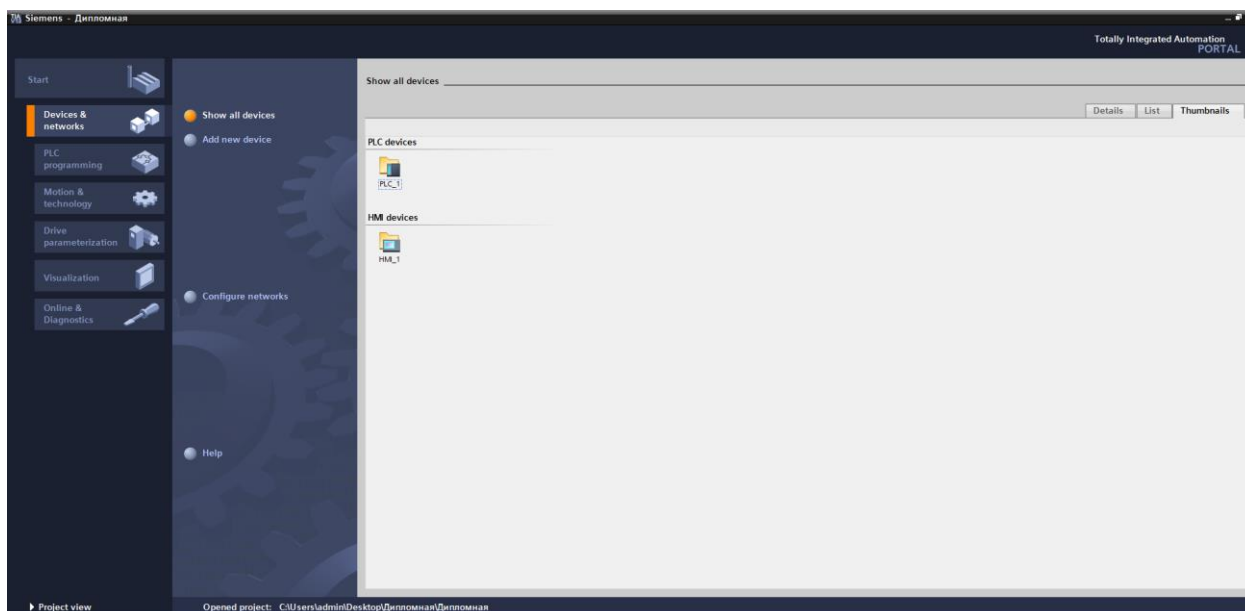 Siemens - Дипломная
Totally Integrated Automation
PORTAL
Start
Devices &
networks
PLC
programming
Motion &
technology
Drive
parameterization
Visualization
Online &
Diagnostics
Show all devices
Add new device
Configure networks
Help
Show all devices
Details List Thumbnails
PLC devices
PLC_1
HMI devices
HMI_1
Project view
Opened project: C:\Users\admin\Desktop\Дипломная\Дипломная